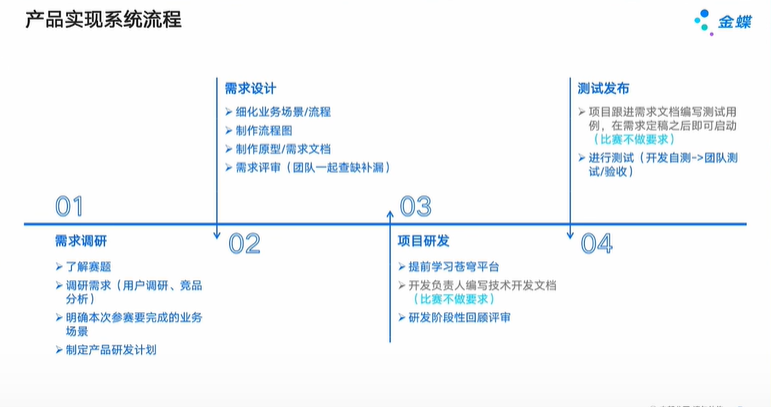 产品实现系统流程
金蝶
需求设计
➢ 细化业务场景/流程
➢ 制作流程图
➢ 制作原型/需求文档
➢ 需求评审（团队一起查缺补漏）
测试发布
➢ 项目跟进需求文档编写测试用
例，在需求定稿之后即可启动
（比赛不做要求）
➢ 进行测试（开发自测->团队测
试/验收）
01
03
需求调研
02
项目研发
04
➢ 了解赛题
➢ 调研需求（用户调研、竞品
分析）
➢ 明确本次参赛要完成的业务
场景
➢ 制定产品研发计划
➢ 提前学习苍穹平台
➢ 开发负责人编写技术开发文档
（比赛不做要求）
➢ 研发阶段性回顾评审